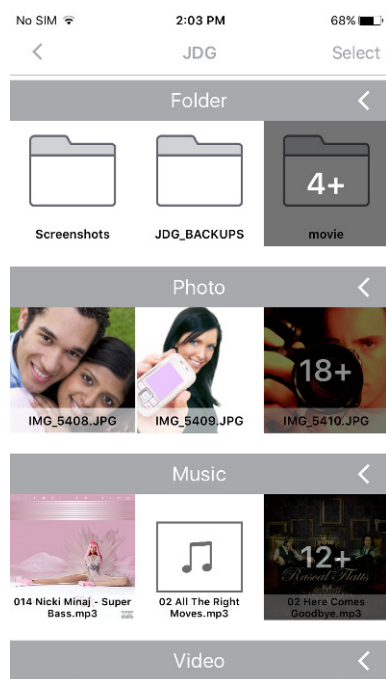 No SIM 2:03 PM 68%
JDG Select
Folder
4+
Screenshots JDG_BACKUPS movie
Photo
18+
IMG_5408.JPG IMG_5409.JPG IMG_5410.JPG
Music
12+
Rascal Flatts
014 Nicki Minaj - Super 02 All The Right 02 Here Comes
Bass.mp3 Moves.mp3 Goodbye.mp3
Video